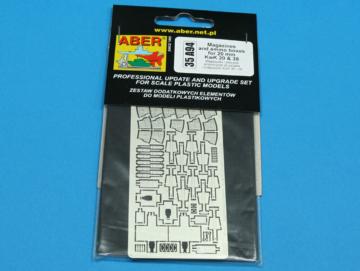 www.aber.net.pl
ABER
35 A94
Magazines
and ammo boxes
for 20 mm
KwK 30 & 38
PROFESSIONAL UPDATE AND UPGRADE SET
FOR SCALE PLASTIC MODELS
ZESTAW DODATKOWYCH ELEMENTÓW
DO MODELI PLASTIKOWYCH